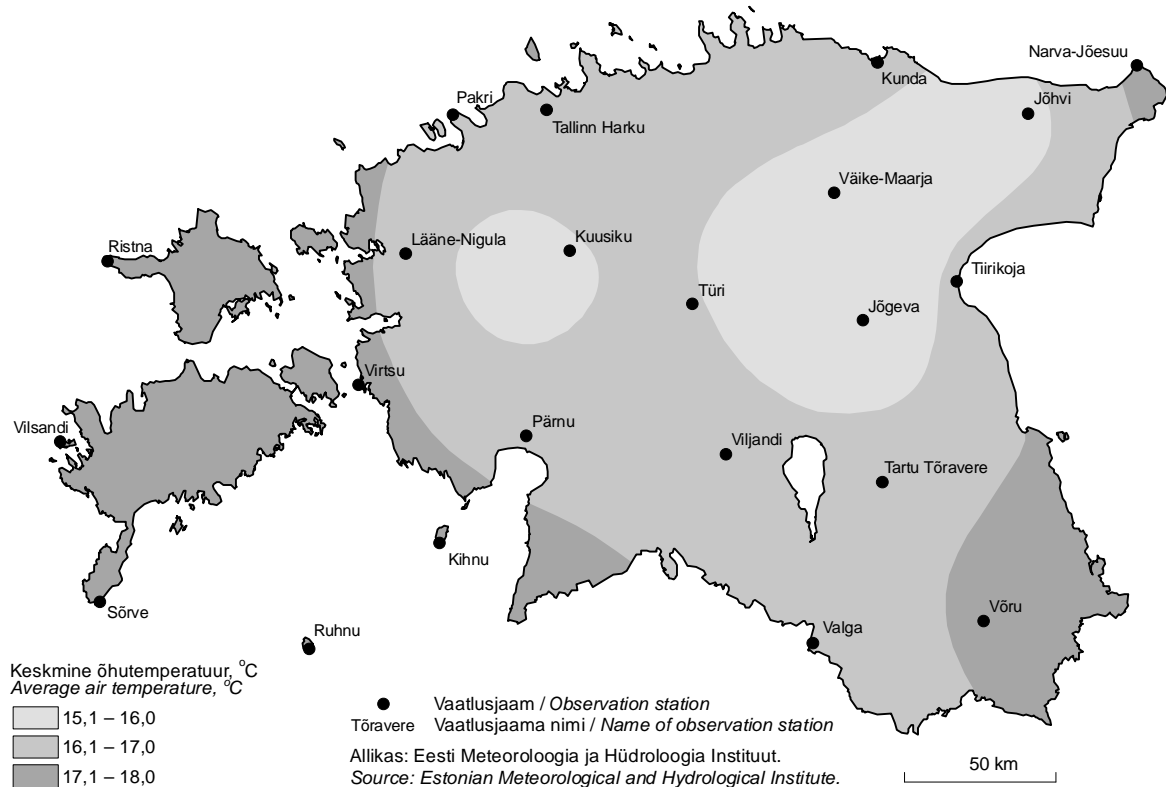 Narva-Jõesuu
Kunda
Pakri
Jõhvi
Tallinn Harku
Väike-Maarja
Ristna
Lääne-Nigula
Kuusiku
Tiirikoja
Türi
Jõgeva
Virtsu
Vilsandi
Pärnu
Viljandi
Tartu Tõravere
Kihnu
Sõrve
Võru
Ruhnu
Valga
Keskmine õhutemperatuur, °C
Average air temperature, °C
15,1 – 16,0
16,1 – 17,0
17,1 – 18,0
Vaatlusjaam / Observation station
Tõravere Vaatlusjaama nimi / Name of observation station
Allikas: Eesti Meteoroloogia ja Hüdroloogia Instituut.
Source: Estonian Meteorological and Hydrological Institute.
50 km